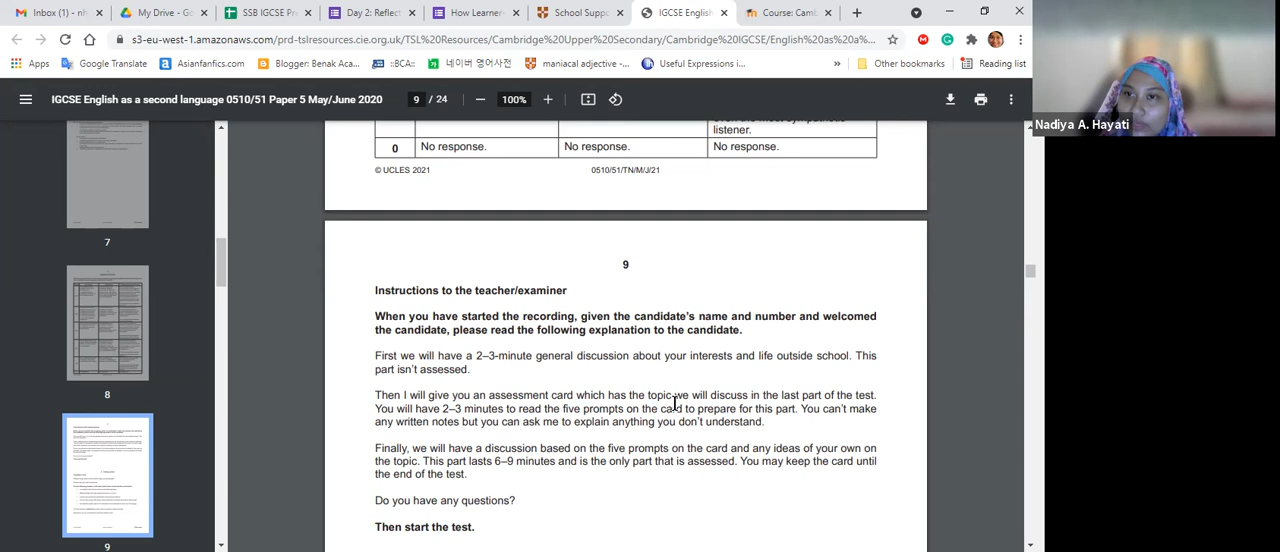 Inbox (1) - nh
My Drive - Go
SSB IGCSE Pre
Day 2: Reflect
How Learner
School Suppo
IGCSE English
Course: Camb
s3-eu-west-1.amazonaws.com/prd-tslresources.cie.org.uk/TSL%20Resources/Cambridge%20Upper%20Secondary/Cambridge%20IGCSE/English%20as%20a%...
Apps Google Translate Asianfanfics.com Blogger: Benak Aca... ::BCA:: 네이버 영어사전 maniacal adjective -... Useful Expressions i... » Other bookmarks Reading list
IGCSE English as a second language 0510/51 Paper 5 May/June 2020 9 / 24 100%
Nadiya A. Hayati
listener.
0 No response. No response. No response.
© UCLES 2021 0510/51/TN/M/J/21
7
8
9
9
Instructions to the teacher/examiner
When you have started the recording, given the candidate's name and number and welcomed
the candidate, please read the following explanation to the candidate.
First we will have a 2–3-minute general discussion about your interests and life outside school. This
part isn't assessed.
Then I will give you an assessment card which has the topic we will discuss in the last part of the test.
You will have 2–3 minutes to read the five prompts on the card to prepare for this part. You can't make
any written notes but you can ask me to explain anything you don't understand.
Finally, we will have a discussion based on the five prompts on the card and any ideas of your own on
the topic. This part lasts 6–9 minutes and is the only part that is assessed. You may keep the card until
the end of the test.
Do you have any questions?
Then start the test.